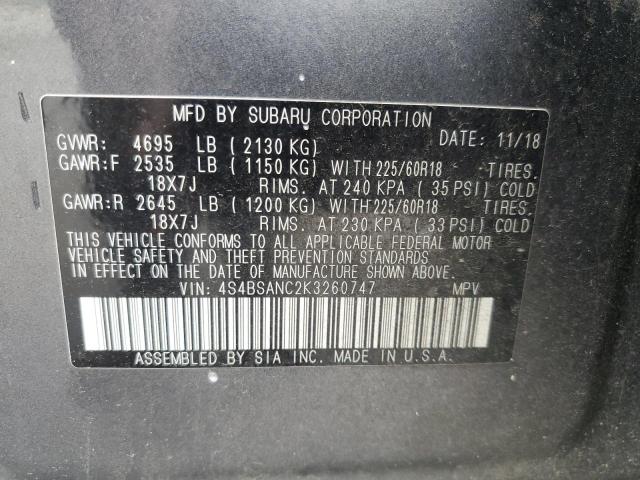 MFD BY SUBARU CORPORATION
GVWR: 4695 LB ( 2130 KG) DATE: 11/18
GAWR:F 2535 LB ( 1150 KG) WITH 225/60R18 TIRES.
18X7J RIMS. AT 240 KPA ( 35 PSI) COLD
GAWR:R 2645 LB ( 1200 KG) WITH 225/60R18 TIRES.
18X7J RIMS. AT 230 KPA ( 33 PSI) COLD
THIS VEHICLE CONFORMS TO ALL APPLICABLE FEDERAL MOTOR
VEHICLE SAFETY AND THEFT PREVENTION STANDARDS
IN EFFECT ON THE DATE OF MANUFACTURE SHOWN ABOVE.
VIN: 4S4BSANC2K3260747 MPV
ASSEMBLED BY SIA INC. MADE IN U.S.A.